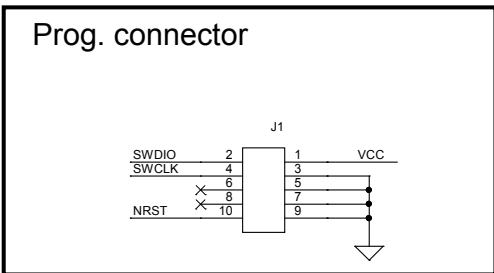 Prog. connector
J1
SWDIO 2 1 VCC
SWCLK 4 3
6 5
8 7
NRST 10 9